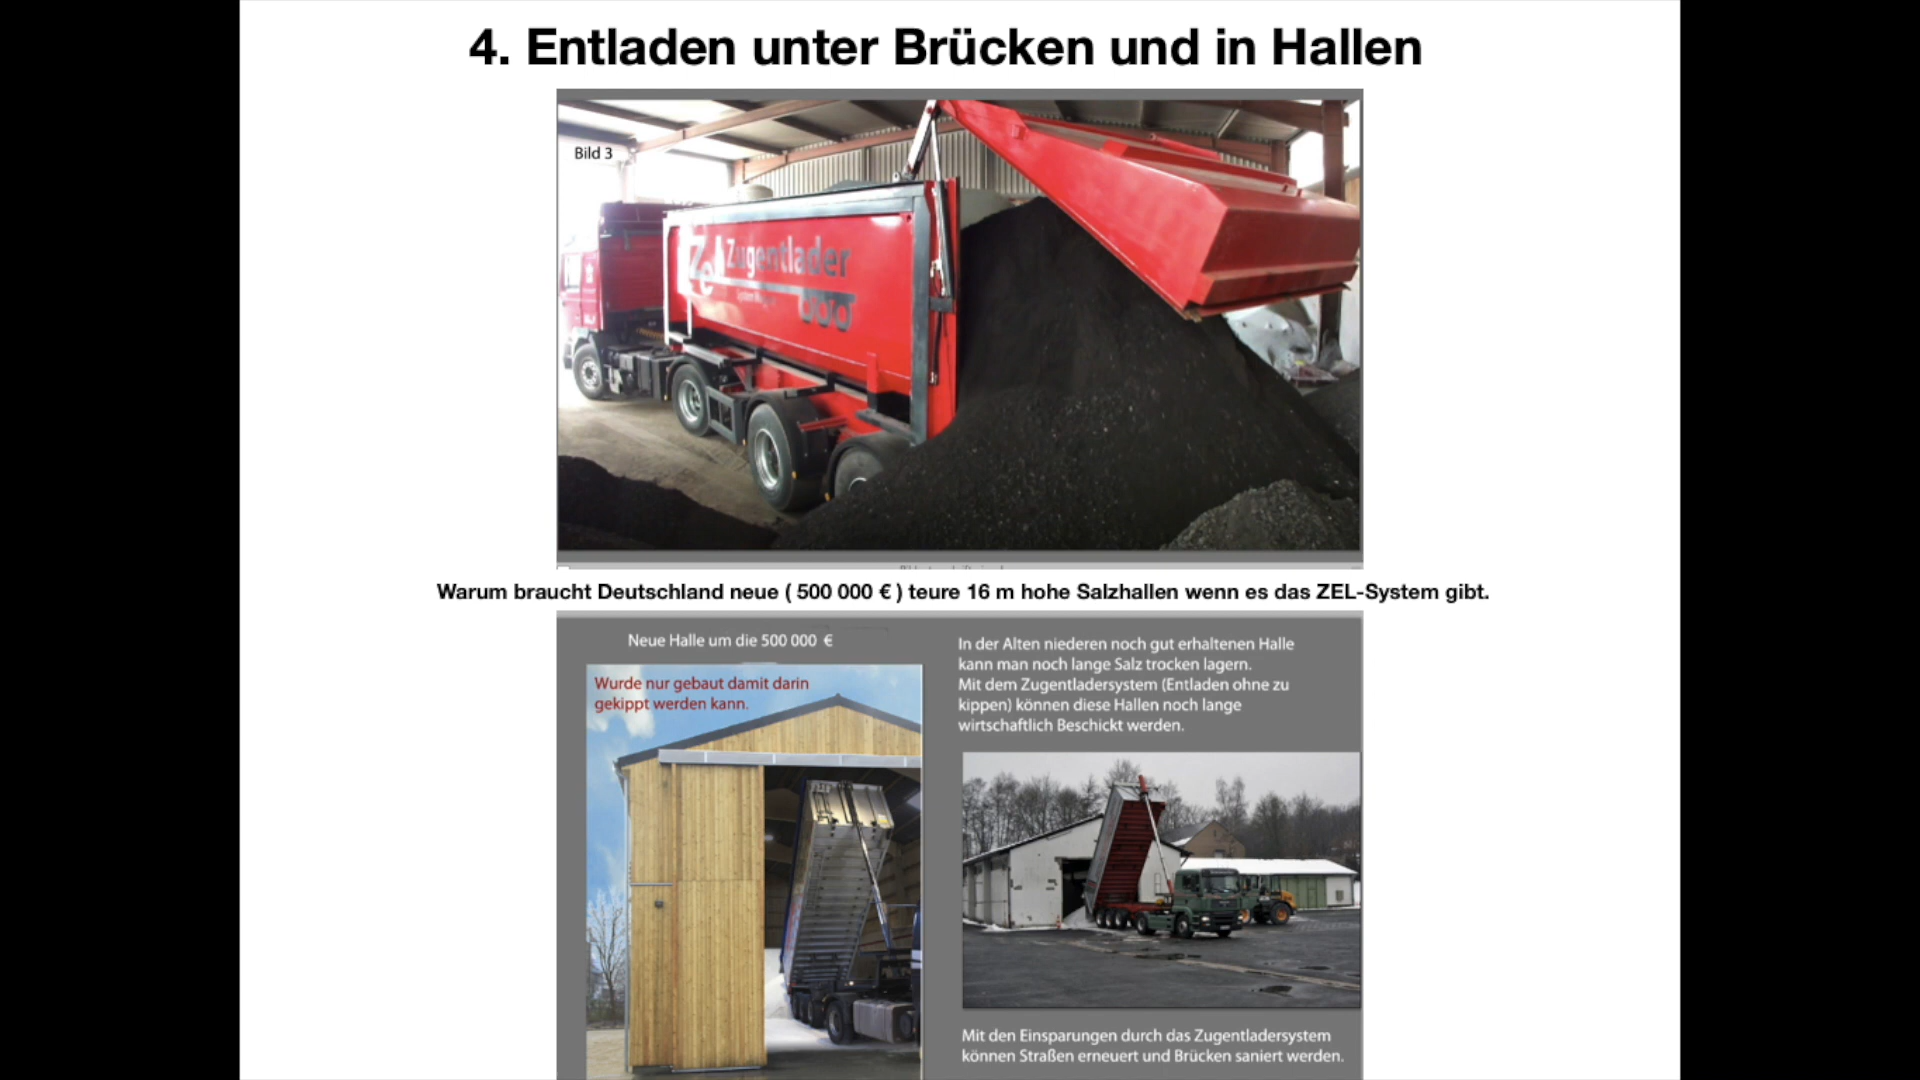 4. Entladen unter Brücken und in Hallen
Bild 3
Zel Zugentlader
System
Warum braucht Deutschland neue ( 500 000 € ) teure 16 m hohe Salzhallen wenn es das ZEL-System gibt.
Neue Halle um die 500 000 €
Wurde nur gebaut damit darin
gekippt werden kann.
In der Alten niederen noch gut erhaltenen Halle
kann man noch lange Salz trocken lagern.
Mit dem Zugentladersystem (Entladen ohne zu
kippen) können diese Hallen noch lange
wirtschaftlich Beschickt werden.
Mit den Einsparungen durch das Zugentladersystem
können Straßen erneuert und Brücken saniert werden.